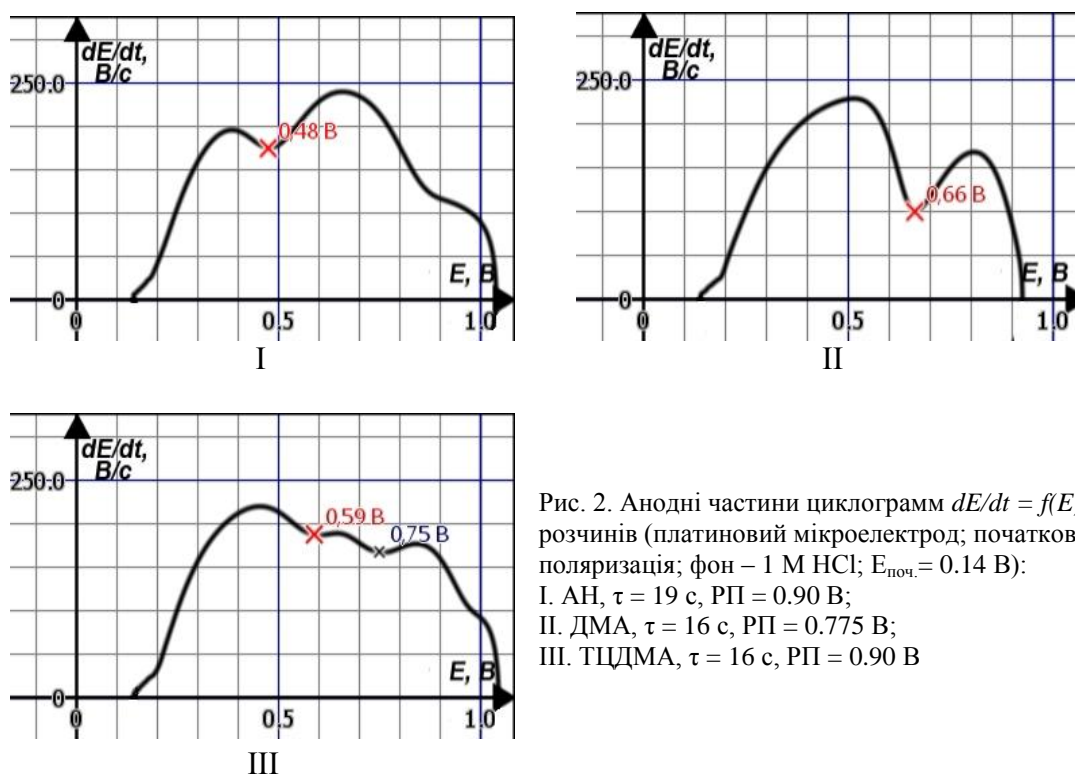 dE/dt,
B/c
250.0
0,48 B
E, B
0
0
0.5
1.0
I
dE/dt,
B/c
250.0
0,66 B
E, B
0
0
0.5
1.0
II
dE/dt,
B/c
250.0
0,59 B
0,75 B
E, B
0
0
0.5
1.0
III
Рис. 2. Анодні частини циклограмм dE/dt = f(E
розчинів (платиновий мікроелектрод; початков
поляризація; фон – 1 М HCl; Eпоч.= 0.14 В):
I. АН, τ = 19 с, РП = 0.90 В;
II. ДМА, τ = 16 с, РП = 0.775 В;
III. ТЦДМА, τ = 16 с, РП = 0.90 В